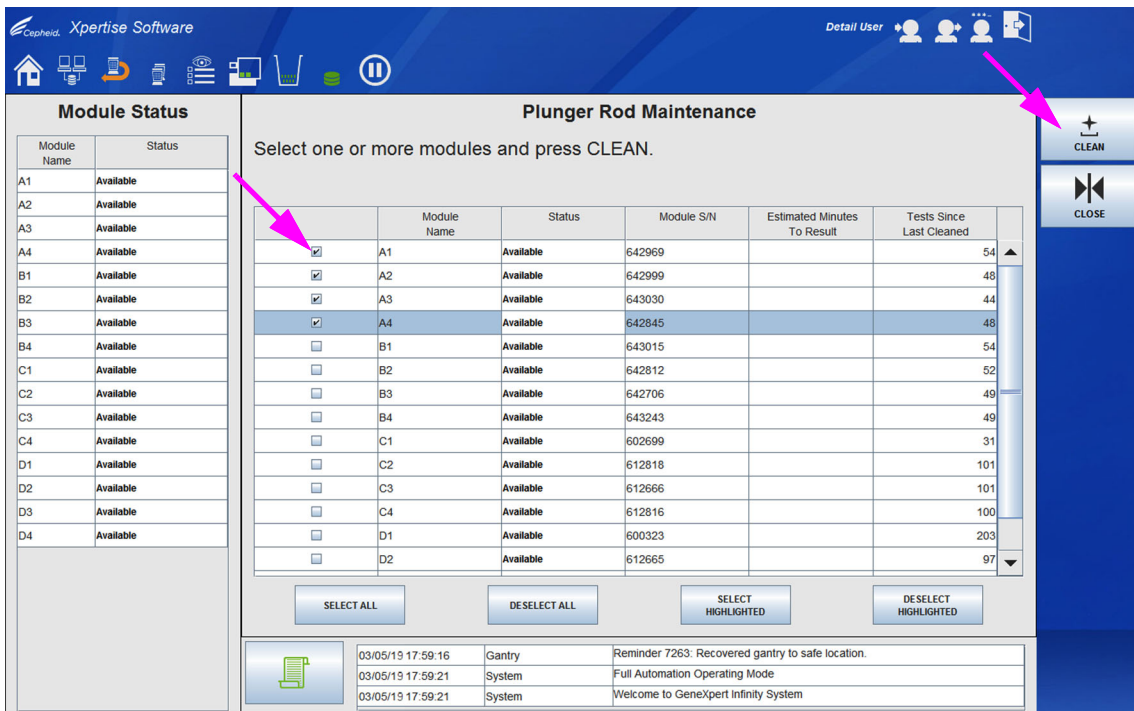 Cepheid. Xpertise Software
Detail User
Module Status
Module Name Status
A1 Available
A2 Available
A3 Available
A4 Available
B1 Available
B2 Available
B3 Available
B4 Available
C1 Available
C2 Available
C3 Available
C4 Available
D1 Available
D2 Available
D3 Available
D4 Available
Plunger Rod Maintenance
Select one or more modules and press CLEAN.
Module Name Status Module S/N Estimated Minutes To Result Tests Since Last Cleaned
A1 Available 642969 54
A2 Available 642999 48
A3 Available 643030 44
A4 Available 642845 48
B1 Available 643015 54
B2 Available 642812 52
B3 Available 642706 49
B4 Available 643243 49
C1 Available 602699 31
C2 Available 612818 101
C3 Available 612666 101
C4 Available 612816 100
D1 Available 600323 203
D2 Available 612665 97
SELECT ALL
DESELECT ALL
SELECT HIGHLIGHTED
DESELECT HIGHLIGHTED
03/05/19 17:59:16 Gantry Reminder 7263: Recovered gantry to safe location.
03/05/19 17:59:21 System Full Automation Operating Mode
03/05/19 17:59:21 System Welcome to GeneXpert Infinity System
CLEAN
CLOSE